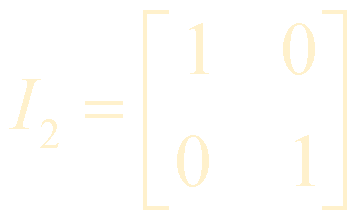 I₂ = [1 0
0 1]